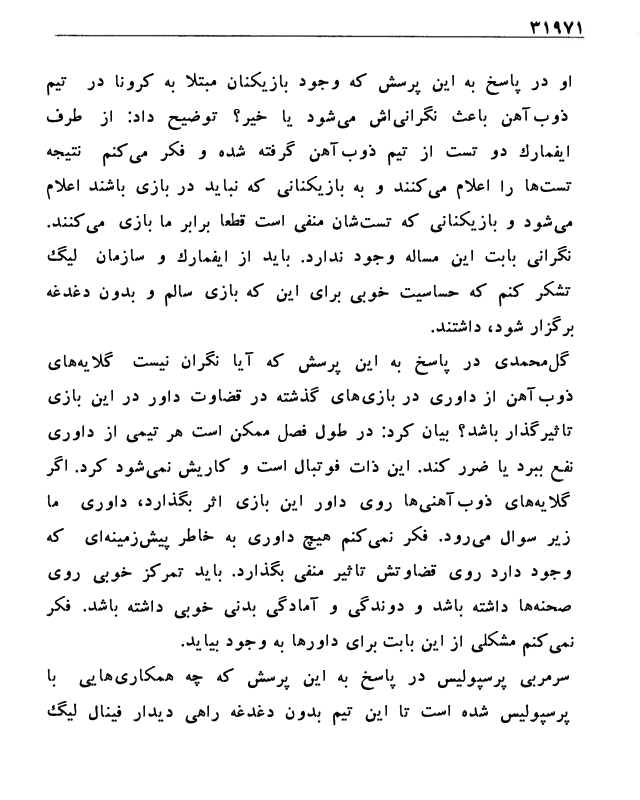 ۳۱۹۷۱
او در پاسخ به این پرسش که وجود بازیکنان مبتلا به کرونا در تیم
ذوب‌آهن باعث نگرانی‌اش می‌شود یا خیر؟ توضیح داد: از طرف
ایفمارک دو تست از تیم ذوب‌آهن گرفته شده و فکر می‌کنم نتیجه
تست‌ها را اعلام می‌کنند و به بازیکنانی که نباید در بازی باشند اعلام
می‌شود و بازیکنانی که تست‌شان منفی است قطعا برابر ما بازی می‌کنند.
نگرانی بابت این مساله وجود ندارد. باید از ایفمارک و سازمان لیگ
تشکر کنم که حساسیت خوبی برای این که بازی سالم و بدون دغدغه
برگزار شود، داشتند.
گل‌محمدی در پاسخ به این پرسش که آیا نگران نیست گلایه‌های
ذوب‌آهن از داوری در بازی‌های گذشته در قضاوت داور در این بازی
تاثیرگذار باشد؟ بیان کرد: در طول فصل ممکن است هر تیمی از داوری
نفع ببرد یا ضرر کند. این ذات فوتبال است و کاریش نمی‌شود کرد. اگر
گلایه‌های ذوب‌آهنی‌ها روی داور این بازی اثر بگذارد، داوری ما
زیر سوال می‌رود. فکر نمی‌کنم هیچ داوری به خاطر پیش‌زمینه‌ای که
وجود دارد روی قضاوتش تاثیر منفی بگذارد. باید تمرکز خوبی روی
صحنه‌ها داشته باشد و دوندگی و آمادگی بدنی خوبی داشته باشد. فکر
نمی‌کنم مشکلی از این بابت برای داورها به وجود بیاید.
سرمربی پرسپولیس در پاسخ به این پرسش که چه همکاری‌هایی با
پرسپولیس شده است تا این تیم بدون دغدغه راهی دیدار فینال لیگ